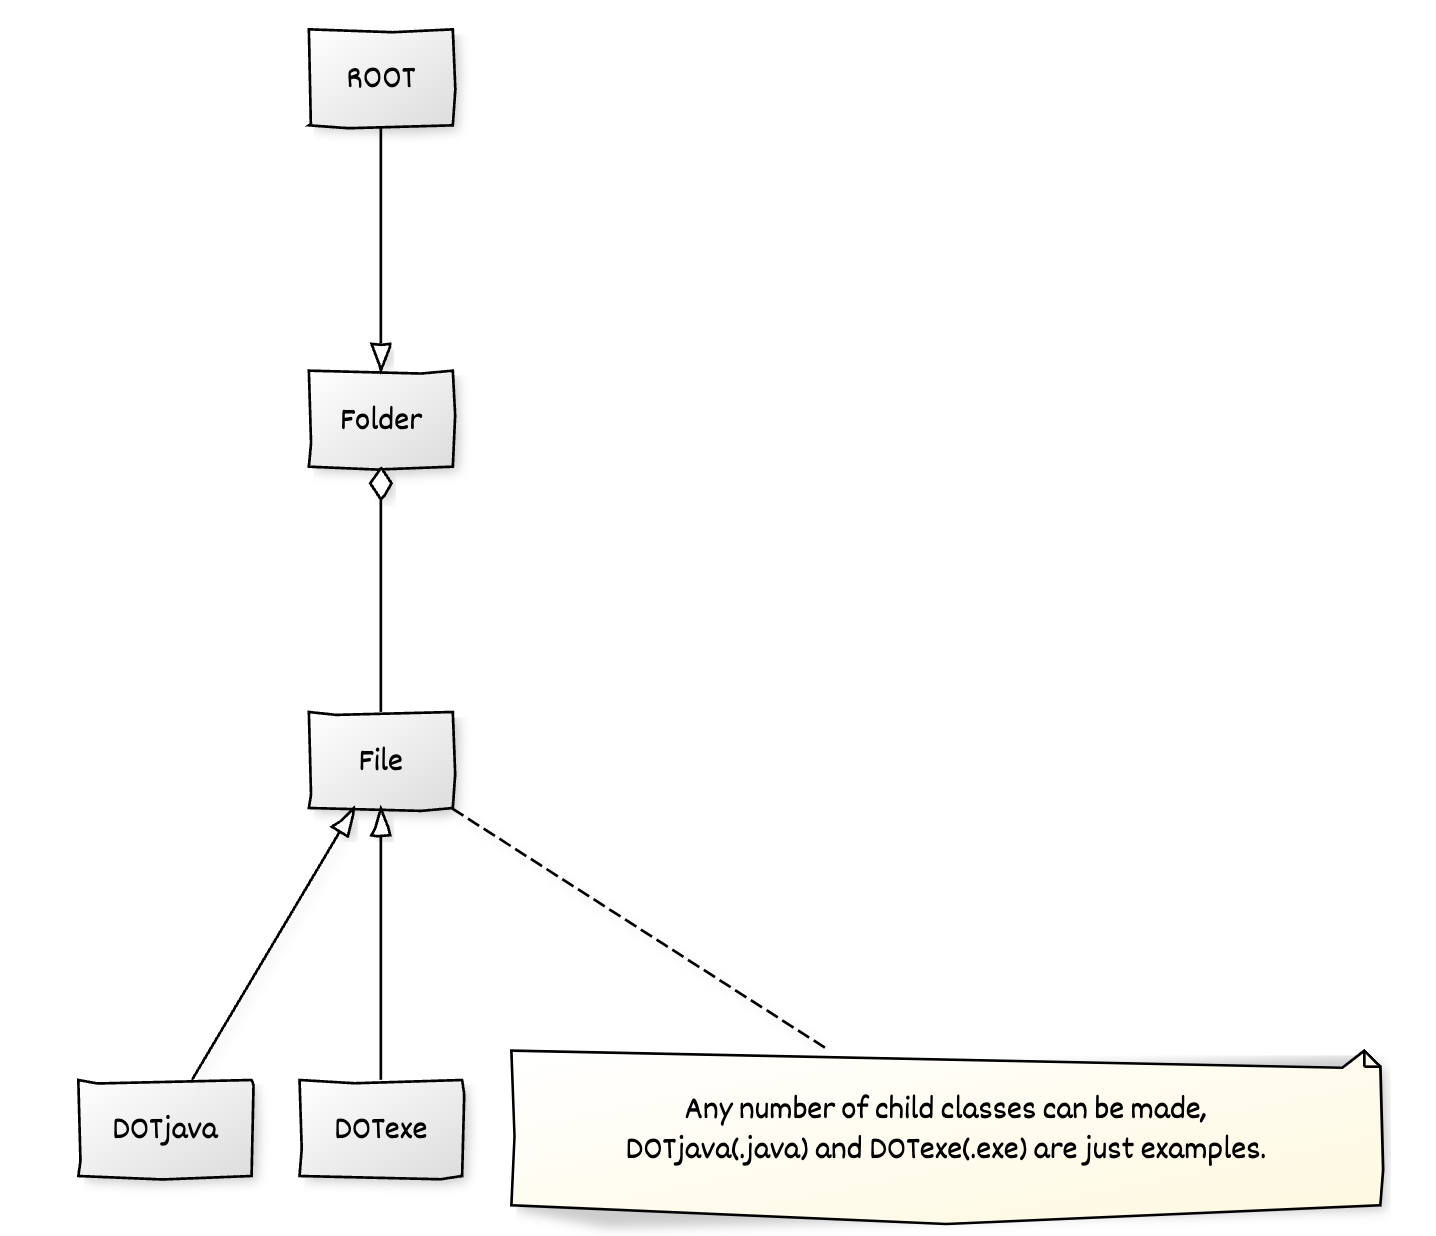 ROOT
Folder
File
DOTjava
DOTexe
Any number of child classes can be made,
DOTjava(.java) and DOTexe(.exe) are just examples.